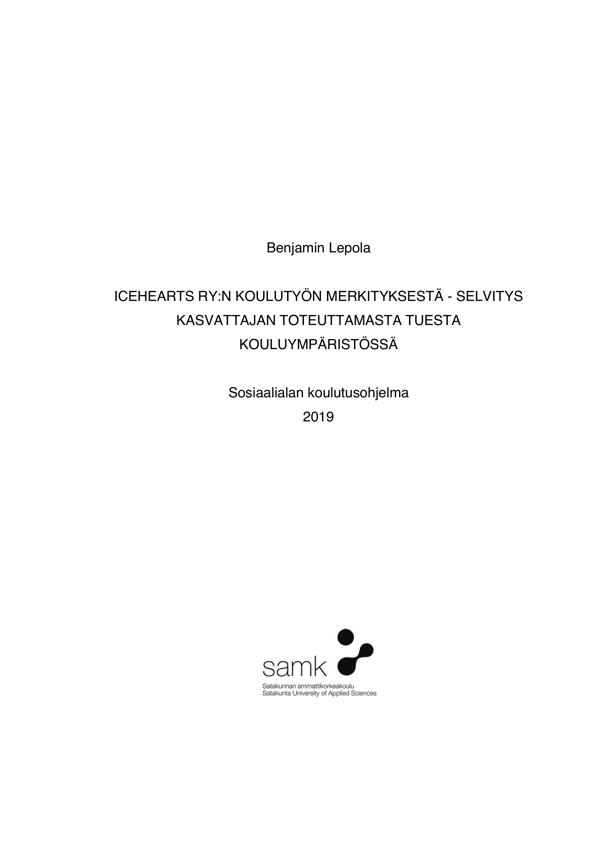 Benjamin Lepola
ICEHEARTS RY:N KOULUTYÖN MERKITYKSESTÄ - SELVITYS
KASVATTAJAN TOTEUTTAMASTA TUESTA
KOULUYMPÄRISTÖSSÄ
Sosiaalialan koulutusohjelma
2019
samk
Satakunnan ammattikorkeakoulu
Satakunta University of Applied Sciences